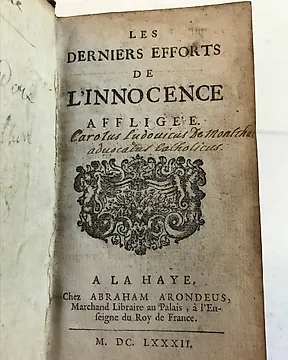 LES
DERNIERS EFFORTS
DE
L'INNOCENCE
AFFLIGE'E.
Carolus Ludovicus De
advocatus Catholicus.
A LA HAYE,
Chez ABRAHAM ARONDEUS,
Marchand Libraire au Palais, à l'En-
seigne du Roy de France.
M. DC. LXXXII.